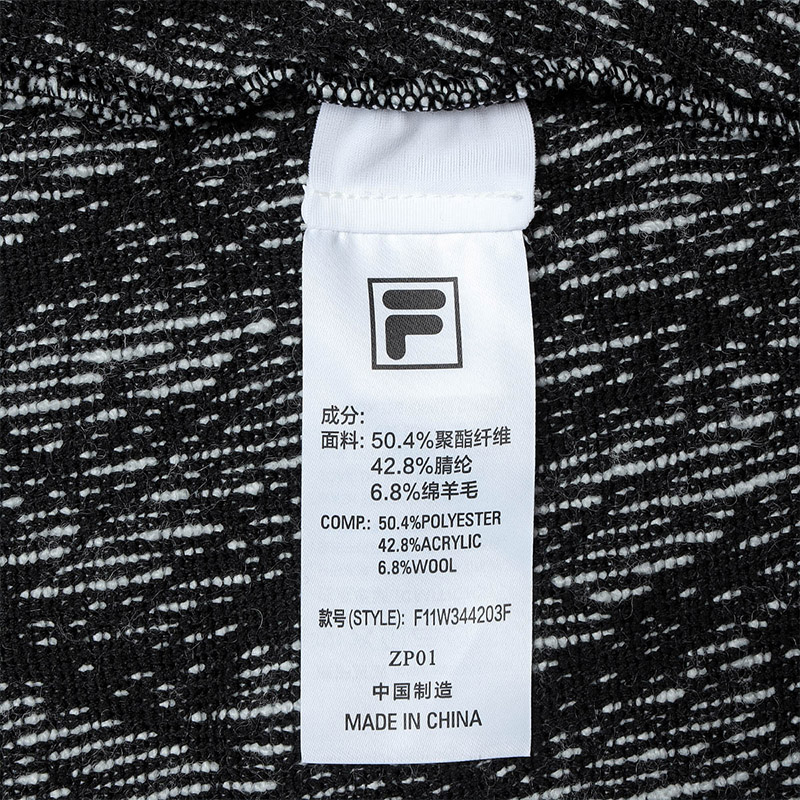 F
成分:
面料: 50.4%聚酯纤维
42.8%腈纶
6.8%绵羊毛
COMP.: 50.4%POLYESTER
42.8%ACRYLIC
6.8%WOOL
款号(STYLE): F11W344203F
ZP01
中国制造
MADE IN CHINA